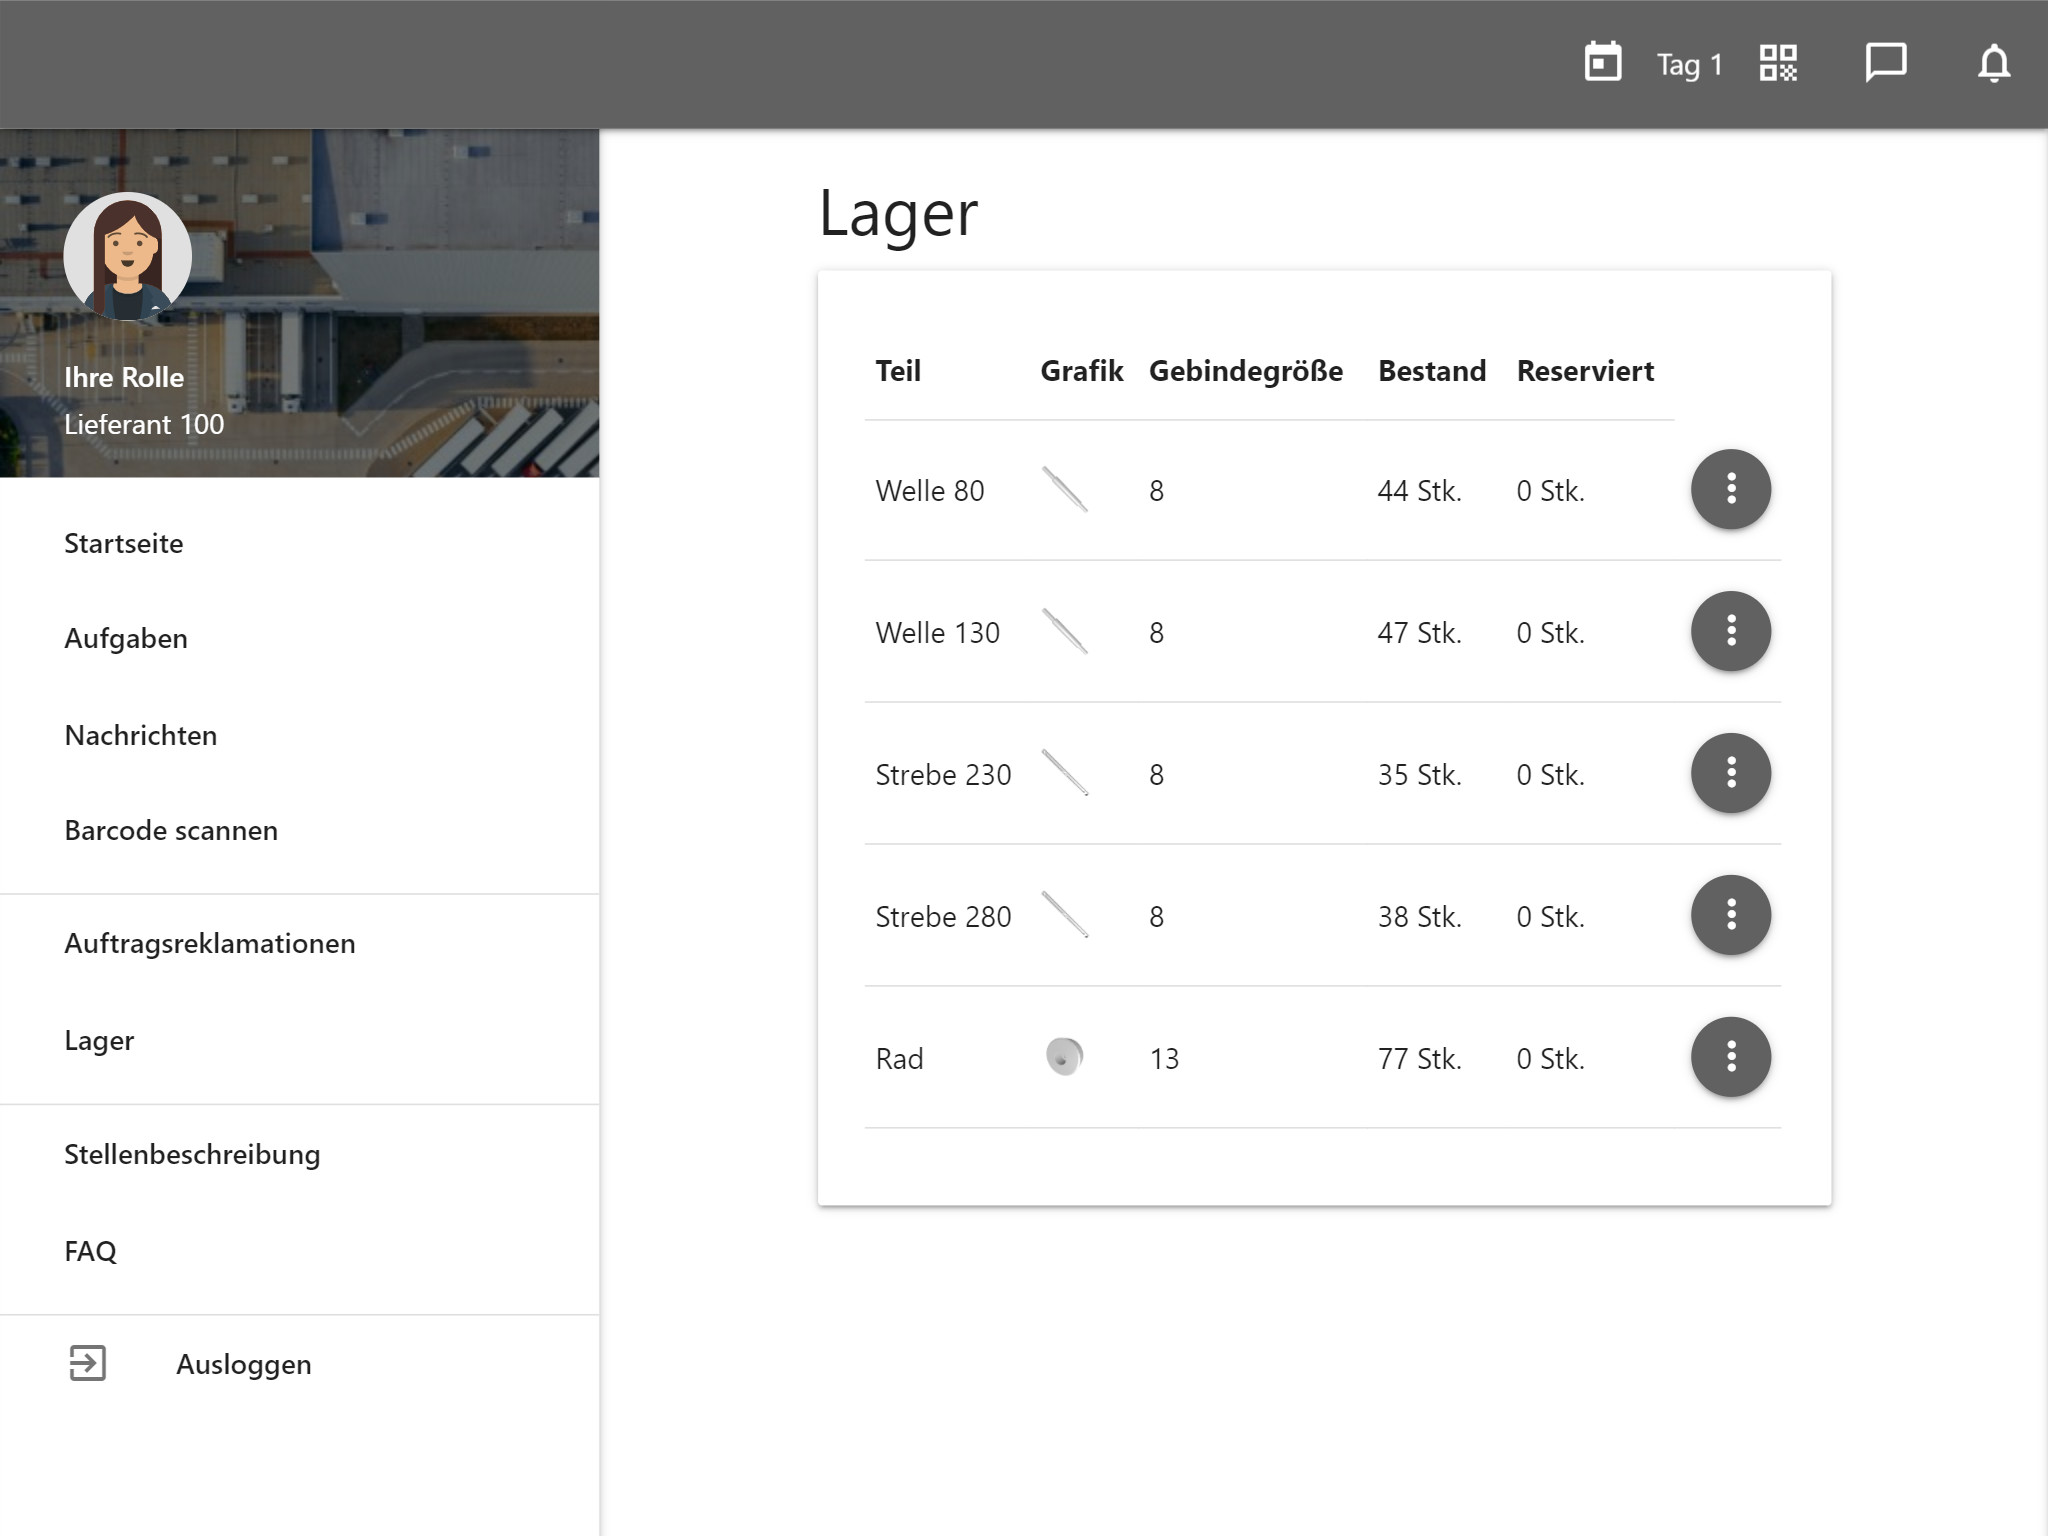 Tag 1
Ihre Rolle
Lieferant 100
Startseite
Aufgaben
Nachrichten
Barcode scannen
Auftragsreklamationen
Lager
Stellenbeschreibung
FAQ
Ausloggen
Lager
Teil Grafik Gebindegröße Bestand Reserviert
Welle 80 8 44 Stk. 0 Stk.
Welle 130 8 47 Stk. 0 Stk.
Strebe 230 8 35 Stk. 0 Stk.
Strebe 280 8 38 Stk. 0 Stk.
Rad 13 77 Stk. 0 Stk.